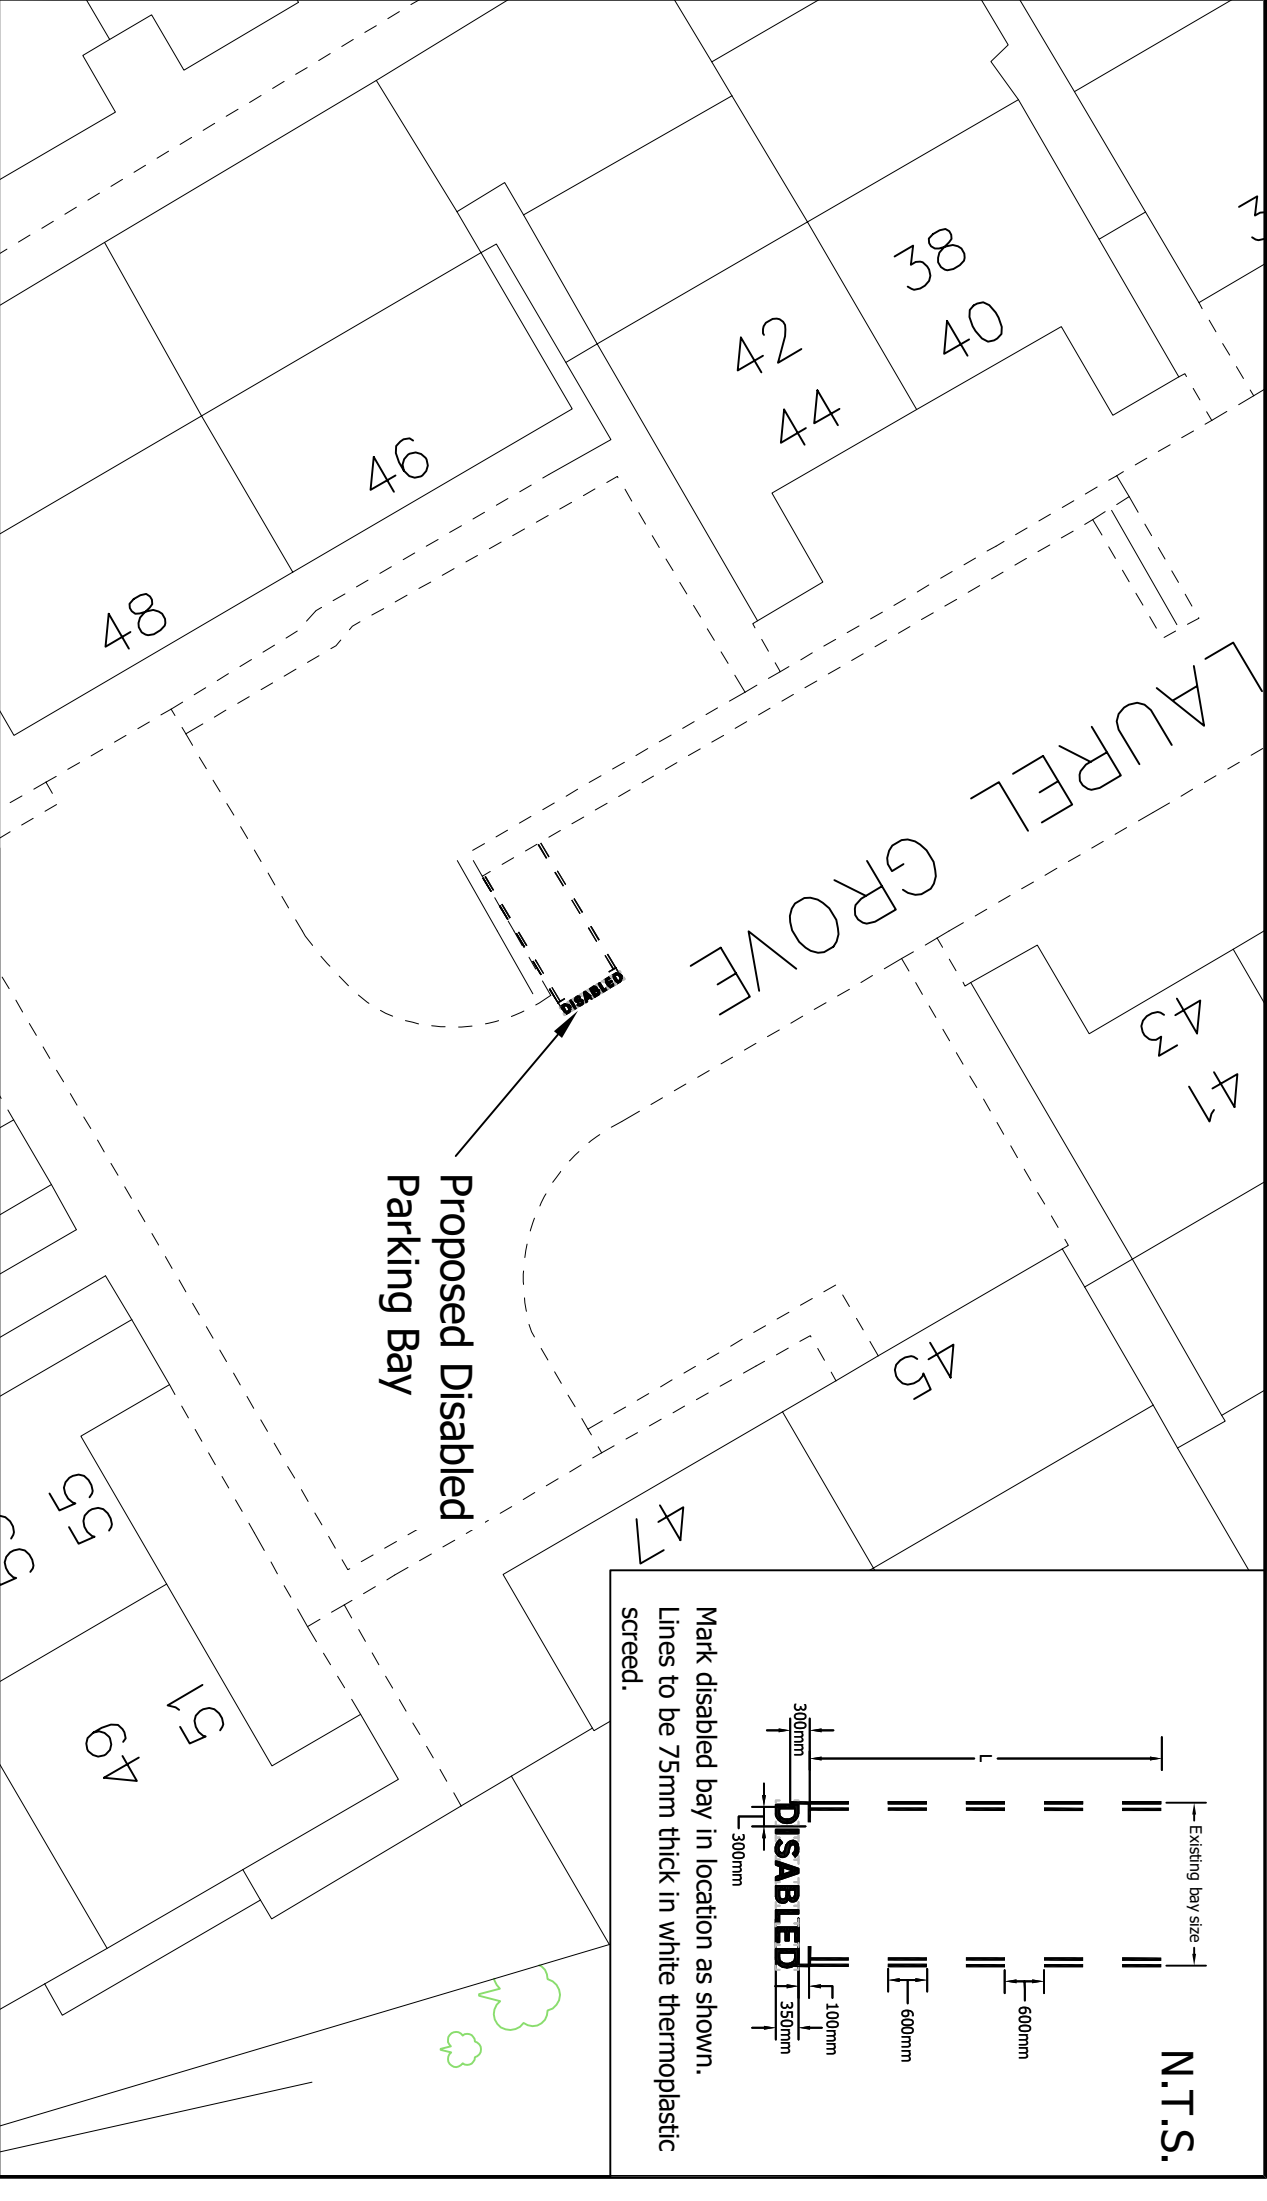 38
40
42
44
46
48
LAUREL GROVE
43
41
45
47
55
51
49
DISABLED
Proposed Disabled
Parking Bay
N.T.S.
Existing bay size
L
300mm
300mm
DISABLED
100mm
350mm
600mm
600mm
Mark disabled bay in location as shown.
Lines to be 75mm thick in white thermoplastic
screed.